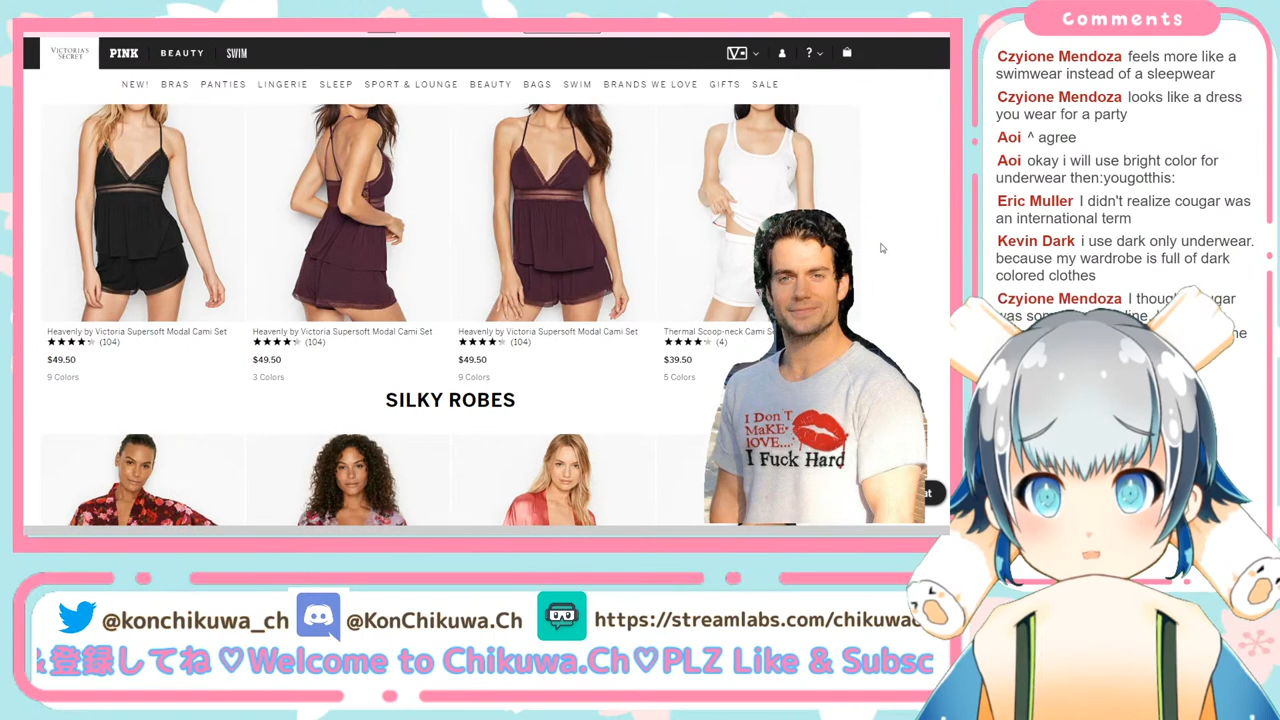 VICTORIA'S
SECRET
PINK
BEAUTY
SWIM
?
NEW!
BRAS
PANTIES
LINGERIE
SLEEP
SPORT & LOUNGE
BEAUTY
BAGS
SWIM
BRANDS WE LOVE
GIFTS
SALE
Heavenly by Victoria Supersoft Modal Cami Set
(104)
$49.50
9 Colors
Heavenly by Victoria Supersoft Modal Cami Set
(104)
$49.50
3 Colors
Heavenly by Victoria Supersoft Modal Cami Set
(104)
$49.50
9 Colors
Thermal Scoop-neck Cami S
(4)
$39.50
5 Colors
SILKY ROBES
I DON'T
MAKE
LOVE...
I FUCK HARD
at
Comments
Czyione Mendoza feels more like a
swimwear instead of a sleepwear
Czyione Mendoza looks like a dress
you wear for a party
Aoi ^ agree
Aoi okay i will use bright color for
underwear then:yougotthis:
Eric Muller I didn't realize cougar was
an international term
Kevin Dark i use dark only underwear.
because my wardrobe is full of dark
colored clothes
Czyione Mendoza I
@konchikuwa_ch
@KonChikuwa.Ch
https://streamlabs.com/chikuwa
&登録してね♡Welcome to Chikuwa.Ch♡PLZ Like & Subsc